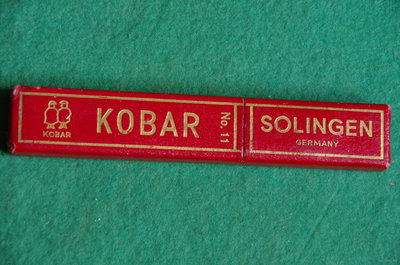 KOBAR
KOBAR
No. 11
SOLINGEN
GERMANY